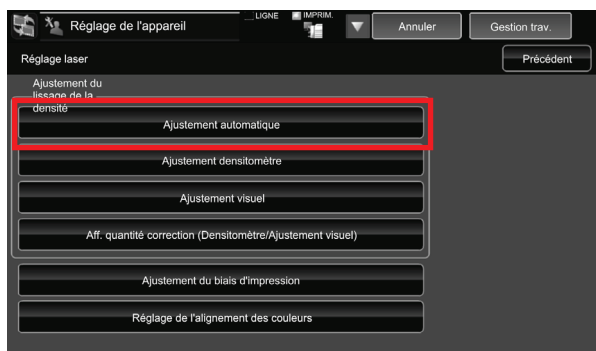 Réglage de l'appareil
__LIGNE
IMPRIM.
Annuler
Gestion trav.
Réglage laser
Précédent
Ajustement du
lissage de la
densité
Ajustement automatique
Ajustement densitomètre
Ajustement visuel
Aff. quantité correction (Densitomètre/Ajustement visuel)
Ajustement du biais d'impression
Réglage de l'alignement des couleurs